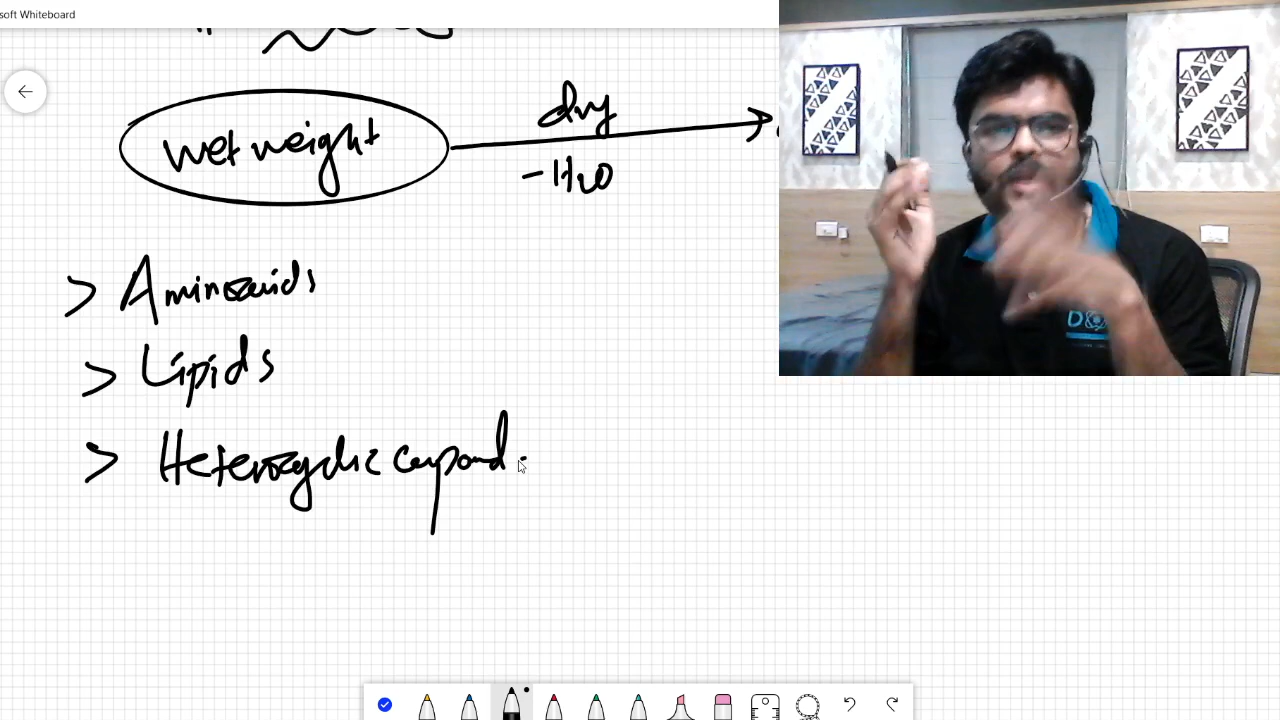 soft Whiteboard
wet weight
dry
-H2O
> Aminoacids
> Lipids
> Heterocyclic compound.